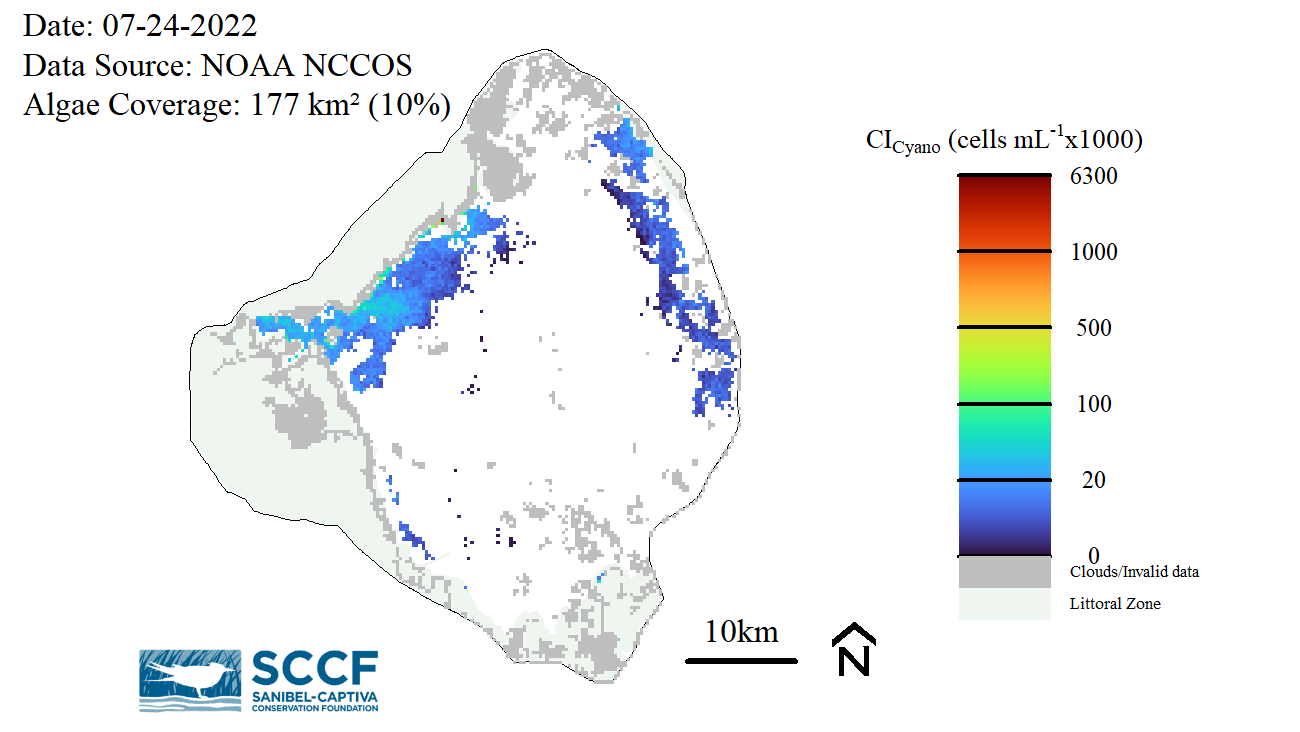 Date: 07-24-2022
Data Source: NOAA NCCOS
Algae Coverage: 177 km² (10%)
CICyano (cells mL-1x1000)
6300
1000
500
100
20
0
Clouds/Invalid data
Littoral Zone
10km
N
SCCF
SANIBEL-CAPTIVA
CONSERVATION FOUNDATION